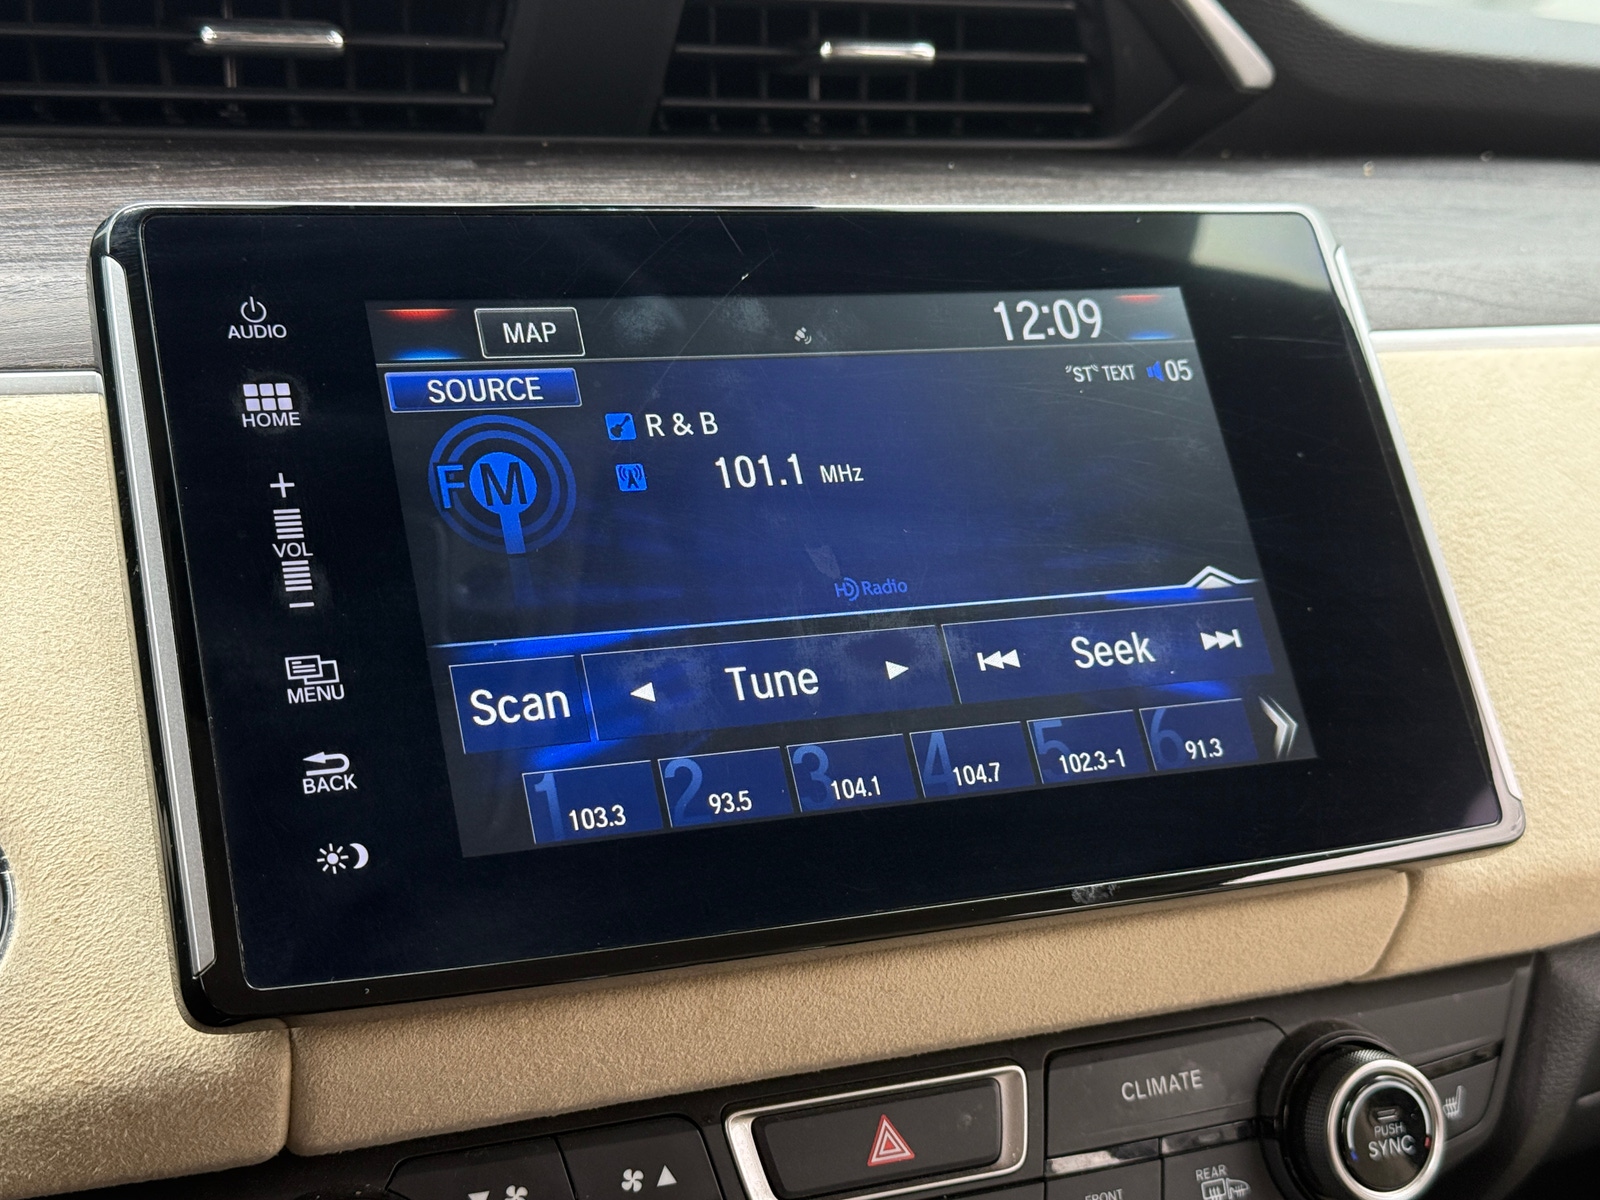 AUDIO
HOME
+
VOL
−
MENU
BACK
MAP
12:09
SOURCE
"ST" TEXT 05
FM
R & B
101.1 MHz
HD Radio
Scan
Tune
Seek
1 103.3
2 93.5
3 104.1
4 104.7
5 102.3-1
6 91.3
CLIMATE
PUSH
SYNC
REAR
FRONT